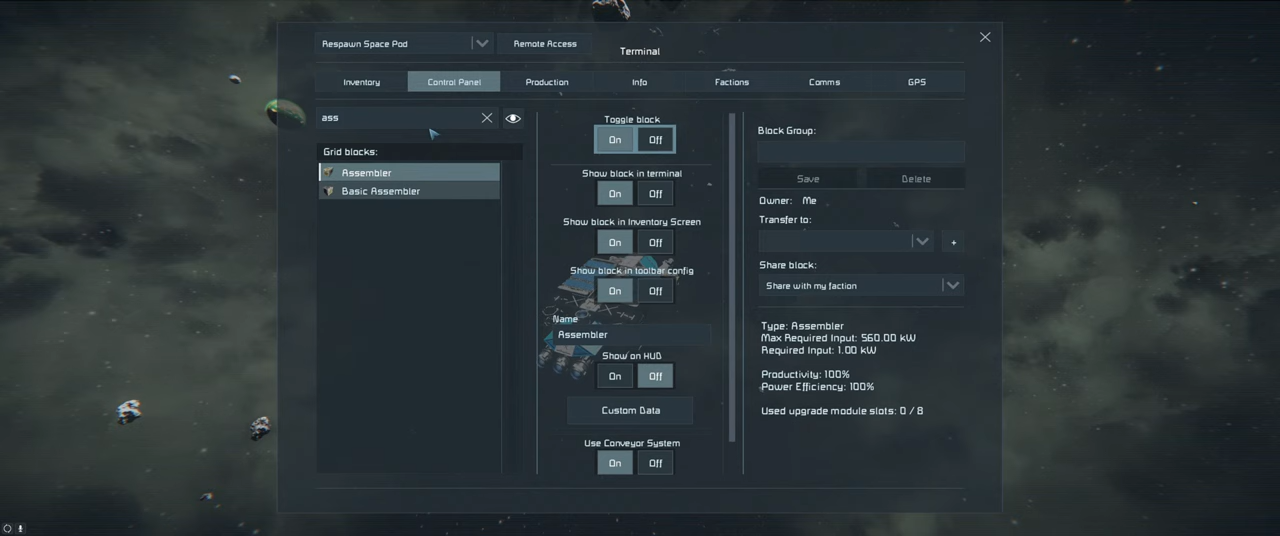 Respawn Space Pod
Remote Access
Terminal
Inventory
Control Panel
Production
Info
Factions
Comms
GPS
ass
Grid blocks:
Assembler
Basic Assembler
Toggle block
On Off
Show block in terminal
On Off
Show block in Inventory Screen
On Off
Show block in toolbar config
On Off
Name
Assembler
Show on HUD
On Off
Custom Data
Use Conveyor System
On Off
Block Group:
Save
Delete
Owner: Me
Transfer to:
+
Share block:
Share with my faction
Type: Assembler
Max Required Input: 560.00 kW
Required Input: 1.00 kW
Productivity: 100%
Power Efficiency: 100%
Used upgrade module slots: 0 / 8